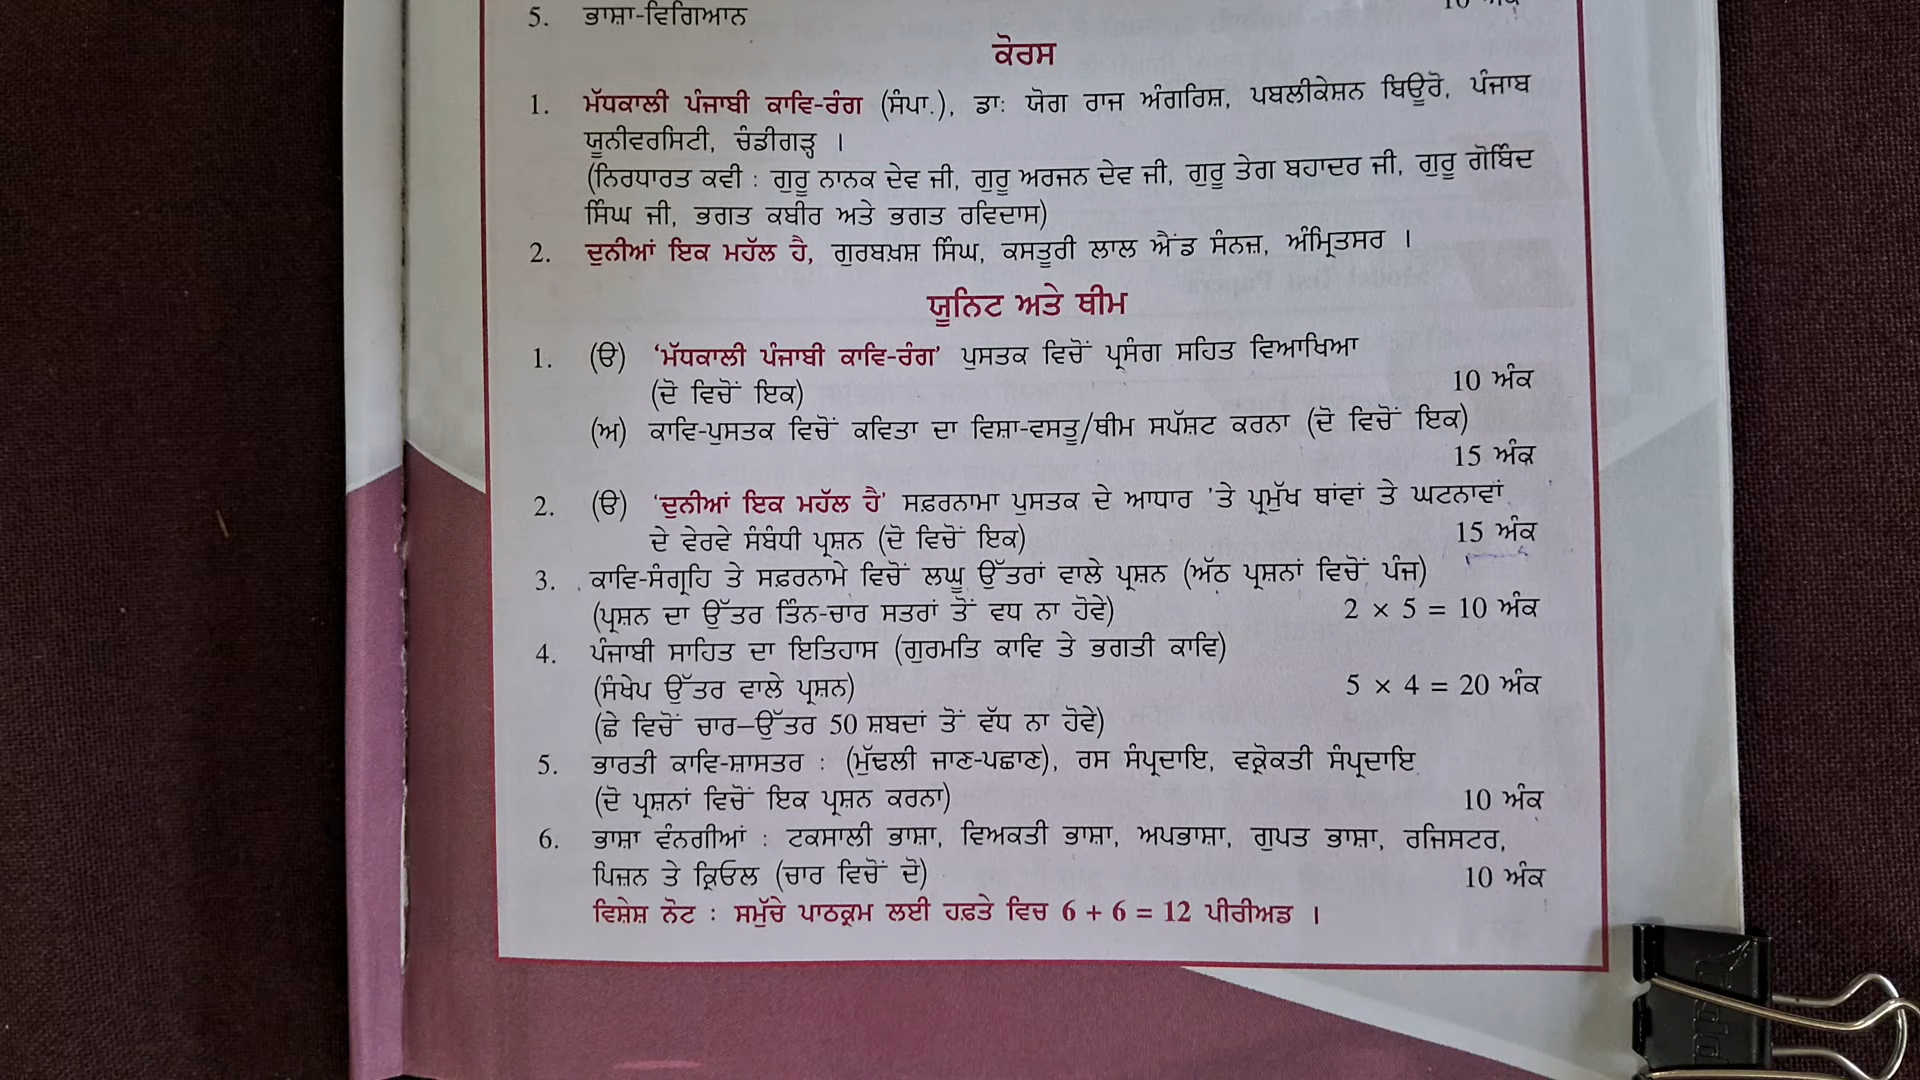 5. ਭਾਸ਼ਾ-ਵਿਗਿਆਨ 10 ਅੰਕ
ਕੋਰਸ
1. ਮੱਧਕਾਲੀ ਪੰਜਾਬੀ ਕਾਵਿ-ਰੰਗ (ਸੰਪਾ.), ਡਾਃ ਯੋਗ ਰਾਜ ਅੰਗਰਿਸ਼, ਪਬਲੀਕੇਸ਼ਨ ਬਿਊਰੋ, ਪੰਜਾਬ
ਯੂਨੀਵਰਸਿਟੀ, ਚੰਡੀਗੜ੍ਹ ।
(ਨਿਰਧਾਰਤ ਕਵੀ : ਗੁਰੂ ਨਾਨਕ ਦੇਵ ਜੀ, ਗੁਰੂ ਅਰਜਨ ਦੇਵ ਜੀ, ਗੁਰੂ ਤੇਗ ਬਹਾਦਰ ਜੀ, ਗੁਰੂ ਗੋਬਿੰਦ
ਸਿੰਘ ਜੀ, ਭਗਤ ਕਬੀਰ ਅਤੇ ਭਗਤ ਰਵਿਦਾਸ)
2. ਦੁਨੀਆਂ ਇਕ ਮਹੱਲ ਹੈ, ਗੁਰਬਖ਼ਸ਼ ਸਿੰਘ, ਕਸਤੂਰੀ ਲਾਲ ਐਂਡ ਸੰਨਜ਼, ਅੰਮ੍ਰਿਤਸਰ ।
ਯੂਨਿਟ ਅਤੇ ਥੀਮ
1. (ੳ) ‘ਮੱਧਕਾਲੀ ਪੰਜਾਬੀ ਕਾਵਿ-ਰੰਗ’ ਪੁਸਤਕ ਵਿਚੋਂ ਪ੍ਰਸੰਗ ਸਹਿਤ ਵਿਆਖਿਆ
(ਦੋ ਵਿਚੋਂ ਇਕ) 10 ਅੰਕ
(ਅ) ਕਾਵਿ-ਪੁਸਤਕ ਵਿਚੋਂ ਕਵਿਤਾ ਦਾ ਵਿਸ਼ਾ-ਵਸਤੂ/ਥੀਮ ਸਪੱਸ਼ਟ ਕਰਨਾ (ਦੋ ਵਿਚੋਂ ਇਕ)
15 ਅੰਕ
2. (ੳ) ‘ਦੁਨੀਆਂ ਇਕ ਮਹੱਲ ਹੈ’ ਸਫ਼ਰਨਾਮਾ ਪੁਸਤਕ ਦੇ ਆਧਾਰ ’ਤੇ ਪ੍ਰਮੁੱਖ ਥਾਂਵਾਂ ਤੇ ਘਟਨਾਵਾਂ
ਦੇ ਵੇਰਵੇ ਸੰਬੰਧੀ ਪ੍ਰਸ਼ਨ (ਦੋ ਵਿਚੋਂ ਇਕ) 15 ਅੰਕ
3. ਕਾਵਿ-ਸੰਗ੍ਰਹਿ ਤੇ ਸਫ਼ਰਨਾਮੇ ਵਿਚੋਂ ਲਘੂ ਉੱਤਰਾਂ ਵਾਲੇ ਪ੍ਰਸ਼ਨ (ਅੱਠ ਪ੍ਰਸ਼ਨਾਂ ਵਿਚੋਂ ਪੰਜ)
(ਪ੍ਰਸ਼ਨ ਦਾ ਉੱਤਰ ਤਿੰਨ-ਚਾਰ ਸਤਰਾਂ ਤੋਂ ਵਧ ਨਾ ਹੋਵੇ) 2 × 5 = 10 ਅੰਕ
4. ਪੰਜਾਬੀ ਸਾਹਿਤ ਦਾ ਇਤਿਹਾਸ (ਗੁਰਮਤਿ ਕਾਵਿ ਤੇ ਭਗਤੀ ਕਾਵਿ)
(ਸੰਖੇਪ ਉੱਤਰ ਵਾਲੇ ਪ੍ਰਸ਼ਨ) 5 × 4 = 20 ਅੰਕ
(ਛੇ ਵਿਚੋਂ ਚਾਰ–ਉੱਤਰ 50 ਸ਼ਬਦਾਂ ਤੋਂ ਵੱਧ ਨਾ ਹੋਵੇ)
5. ਭਾਰਤੀ ਕਾਵਿ-ਸ਼ਾਸਤਰ : (ਮੁੱਢਲੀ ਜਾਣ-ਪਛਾਣ), ਰਸ ਸੰਪ੍ਰਦਾਇ, ਵਕ੍ਰੋਕਤੀ ਸੰਪ੍ਰਦਾਇ
(ਦੋ ਪ੍ਰਸ਼ਨਾਂ ਵਿਚੋਂ ਇਕ ਪ੍ਰਸ਼ਨ ਕਰਨਾ) 10 ਅੰਕ
6. ਭਾਸ਼ਾ ਵੰਨਗੀਆਂ : ਟਕਸਾਲੀ ਭਾਸ਼ਾ, ਵਿਅਕਤੀ ਭਾਸ਼ਾ, ਅਪਭਾਸ਼ਾ, ਗੁਪਤ ਭਾਸ਼ਾ, ਰਜਿਸਟਰ,
ਪਿਜ਼ਨ ਤੇ ਕ੍ਰਿਓਲ (ਚਾਰ ਵਿਚੋਂ ਦੋ) 10 ਅੰਕ
ਵਿਸ਼ੇਸ਼ ਨੋਟ : ਸਮੁੱਚੇ ਪਾਠਕ੍ਰਮ ਲਈ ਹਫ਼ਤੇ ਵਿਚ 6 + 6 = 12 ਪੀਰੀਅਡ ।